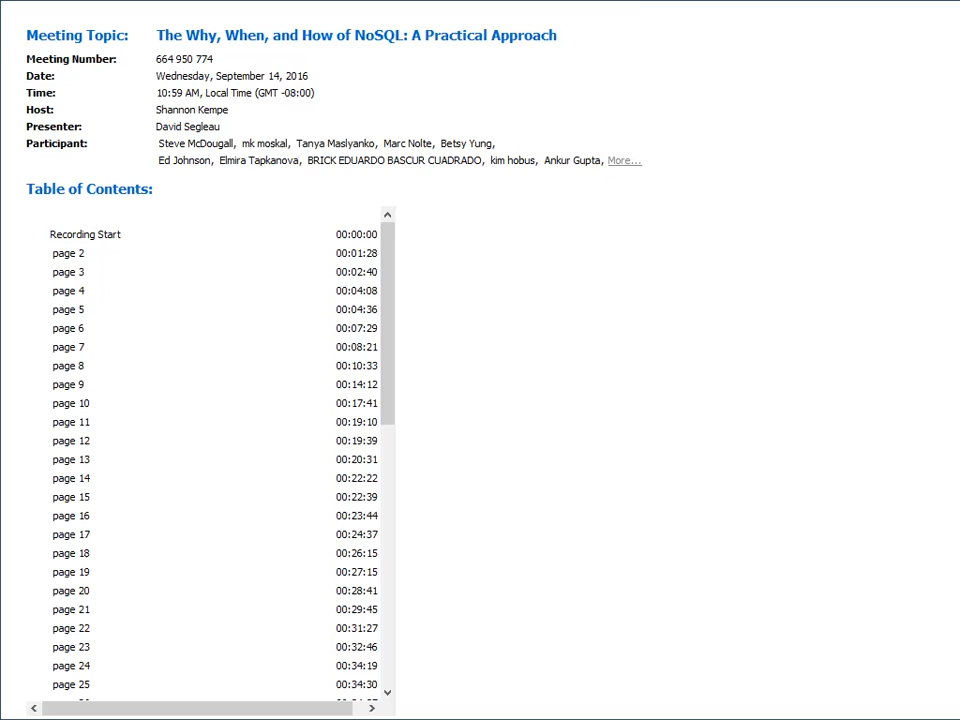 Meeting Topic: The Why, When, and How of NoSQL: A Practical Approach
Meeting Number: 664 950 774
Date: Wednesday, September 14, 2016
Time: 10:59 AM, Local Time (GMT -08:00)
Host: Shannon Kempe
Presenter: David Segleau
Participant: Steve McDougall, mk moskal, Tanya Maslyanko, Marc Nolte, Betsy Yung,
Ed Johnson, Elmira Tapkanova, BRICK EDUARDO BASCUR CUADRADO, kim hobus, Ankur Gupta, More...
Table of Contents:
Recording Start 00:00:00
page 2 00:01:28
page 3 00:02:40
page 4 00:04:08
page 5 00:04:36
page 6 00:07:29
page 7 00:08:21
page 8 00:10:33
page 9 00:14:12
page 10 00:17:41
page 11 00:19:10
page 12 00:19:39
page 13 00:20:31
page 14 00:22:22
page 15 00:22:39
page 16 00:23:44
page 17 00:24:37
page 18 00:26:15
page 19 00:27:15
page 20 00:28:41
page 21 00:29:45
page 22 00:31:27
page 23 00:32:46
page 24 00:34:19
page 25 00:34:30